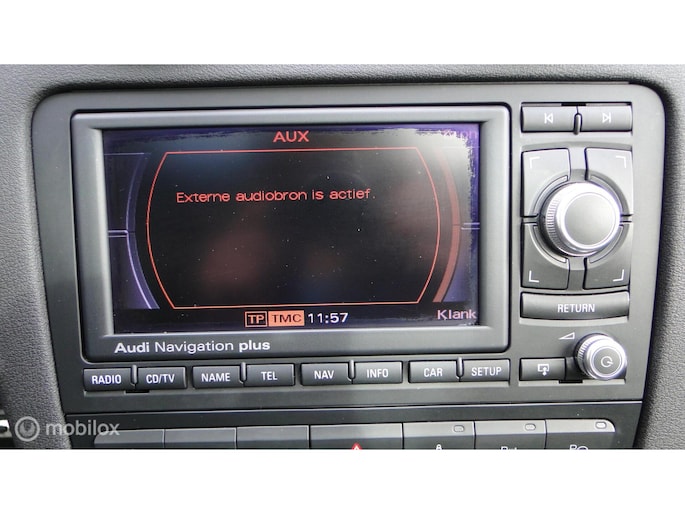 AUX
Externe audiobron is actief.
TP TMC 11:57 Klank
Audi Navigation plus
RETURN
RADIO CD/TV NAME TEL NAV INFO CAR SETUP
mobilox